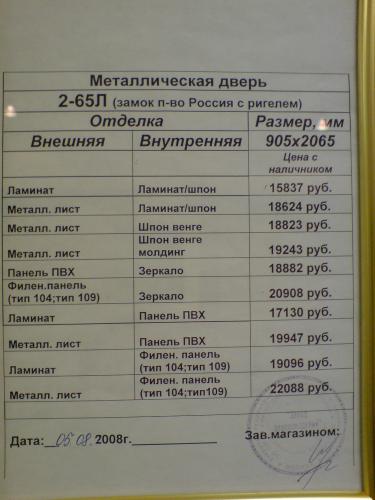 Металлическая дверь
2-65Л (замок п-во Россия с ригелем)
Отделка Размер, мм
Внешняя Внутренняя 905х2065
Цена с
наличником
Ламинат Ламинат/шпон 15837 руб.
Металл. лист Ламинат/шпон 18624 руб.
Металл. лист Шпон венге 18823 руб.
Шпон венге
Металл. лист молдинг 19243 руб.
Панель ПВХ Зеркало 18882 руб.
Филен.панель
(тип 104;тип 109) Зеркало 20908 руб.
Ламинат Панель ПВХ 17130 руб.
Металл. лист Панель ПВХ 19947 руб.
Филен. панель
Ламинат (тип 104;тип 109) 19096 руб.
Филен. панель
Металл. лист (тип 104;тип109) 22088 руб.
Дата: 05.08.2008г. Зав.магазином: